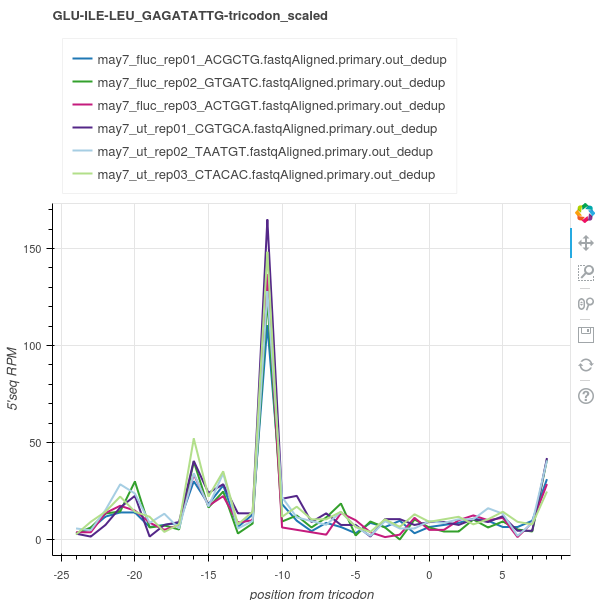 GLU-ILE-LEU_GAGATATTG-tricodon_scaled
may7_fluc_rep01_ACGCTG.fastqAligned.primary.out_dedup
may7_fluc_rep02_GTGATC.fastqAligned.primary.out_dedup
may7_fluc_rep03_ACTGGT.fastqAligned.primary.out_dedup
may7_ut_rep01_CGTGCA.fastqAligned.primary.out_dedup
may7_ut_rep02_TAATGT.fastqAligned.primary.out_dedup
may7_ut_rep03_CTACAC.fastqAligned.primary.out_dedup
5'seq RPM
150
100
50
0
-25 -20 -15 -10 -5 0 5
position from tricodon